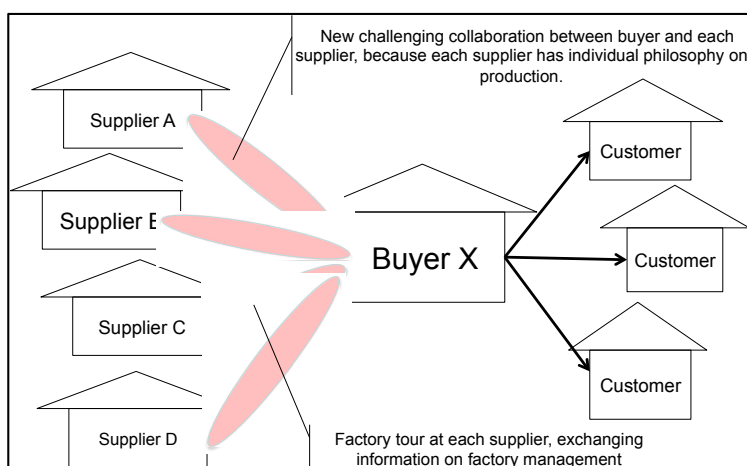 New challenging collaboration between buyer and each
supplier, because each supplier has individual philosophy on
production.
Supplier A
Customer
Supplier B
Buyer X
Customer
Supplier C
Customer
Supplier D
Factory tour at each supplier, exchanging
information on factory management